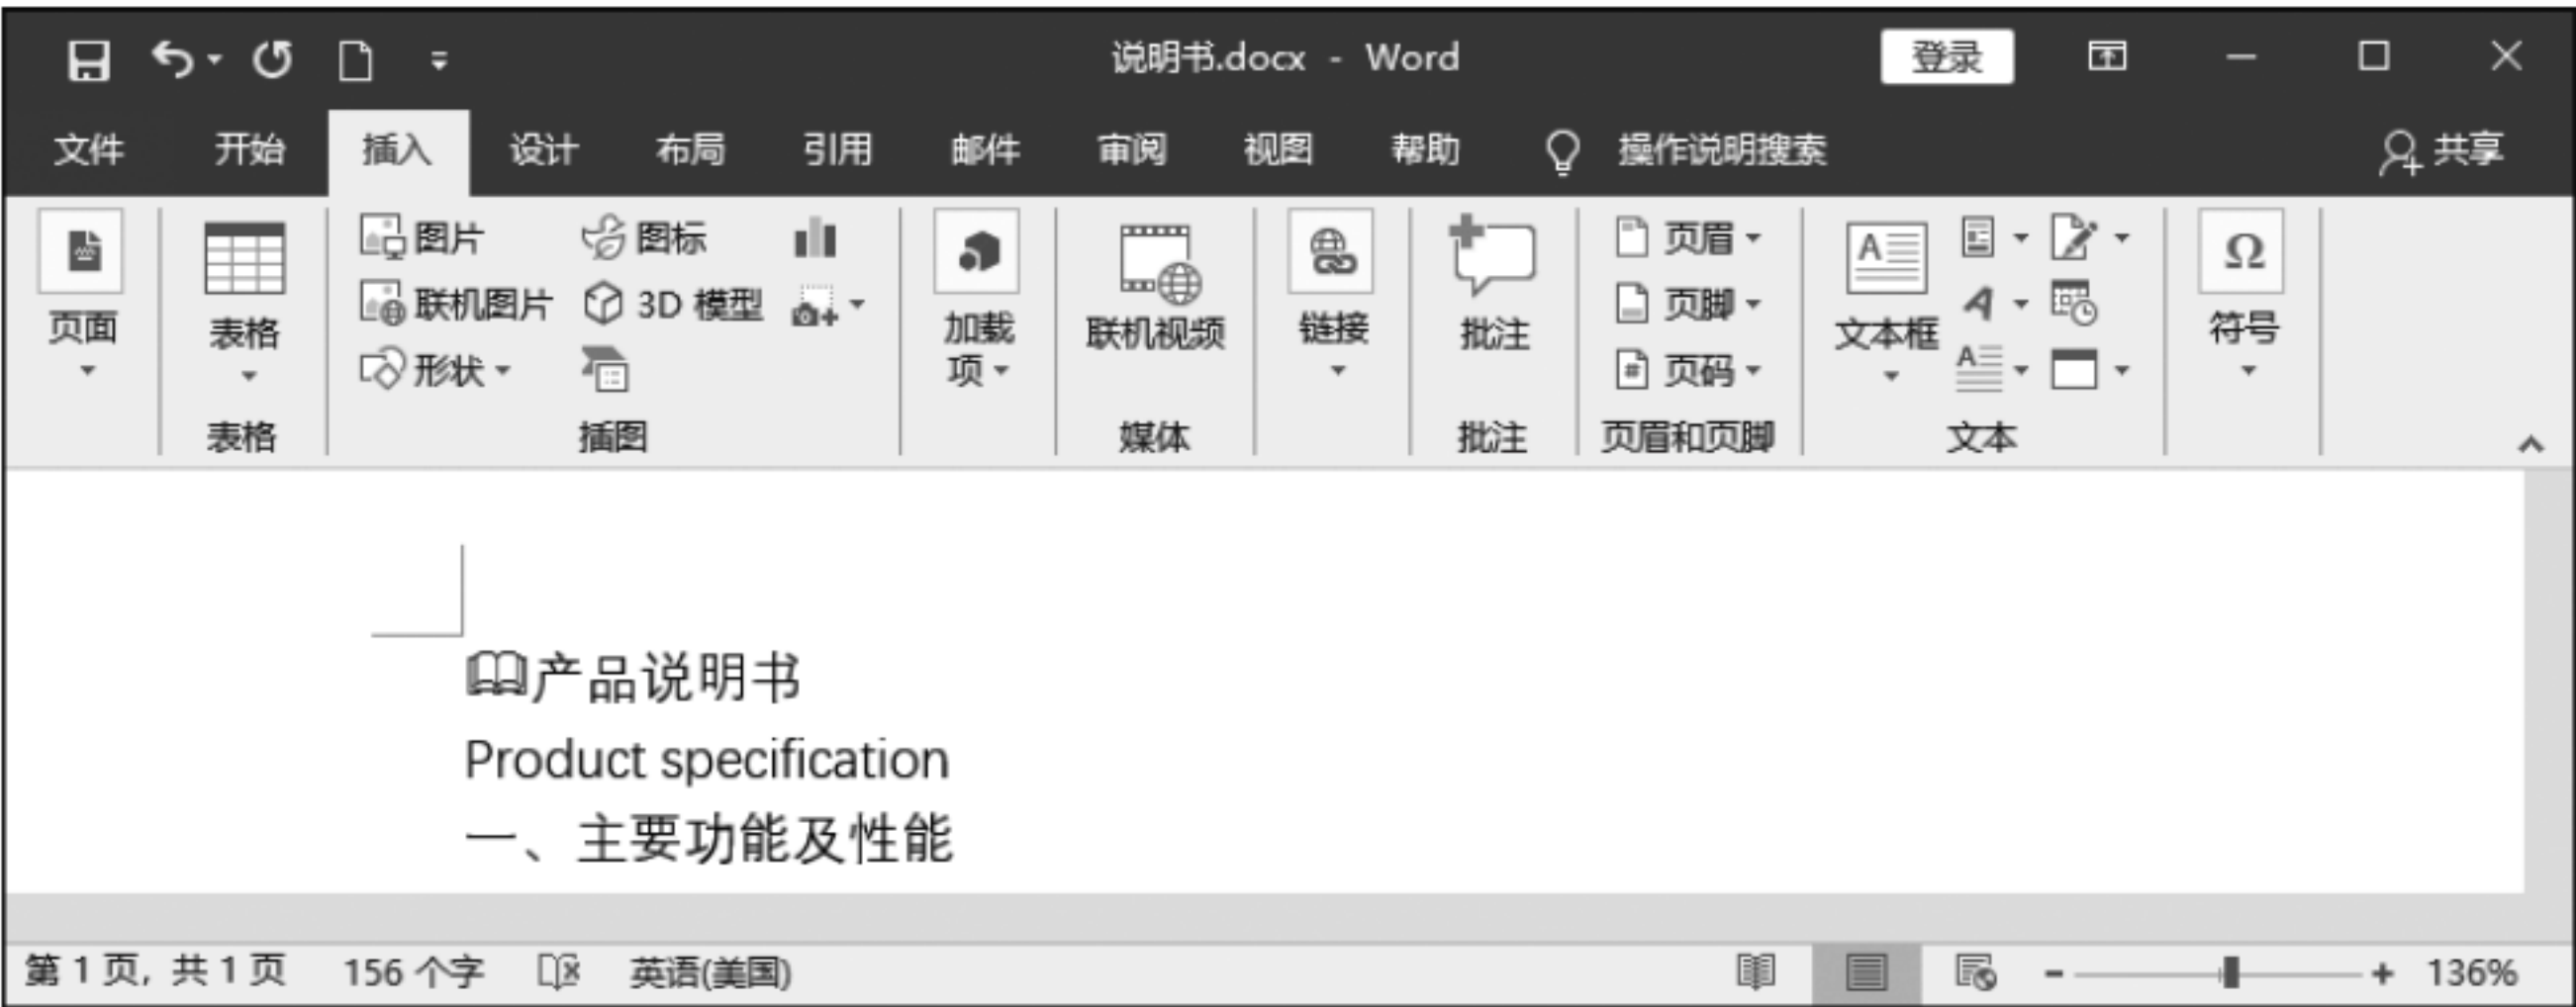 说明书.docx - Word 登录
文件 开始 插入 设计 布局 引用 邮件 审阅 视图 帮助 操作说明搜索 共享
页面
表格
表格
图片 图标
联机图片 3D 模型
形状
插图
加载
项
联机视频
媒体
链接
批注
批注
页眉
页脚
页码
页眉和页脚
文本框
文本
符号
产品说明书
Product specification
一、主要功能及性能
第 1 页, 共 1 页 156 个字 英语(美国) 136%